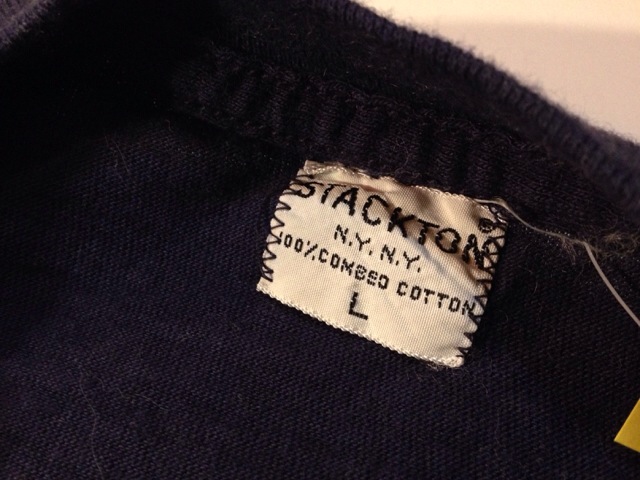 STACKTON®
N.Y. N.Y.
100% COMBED COTTON
L